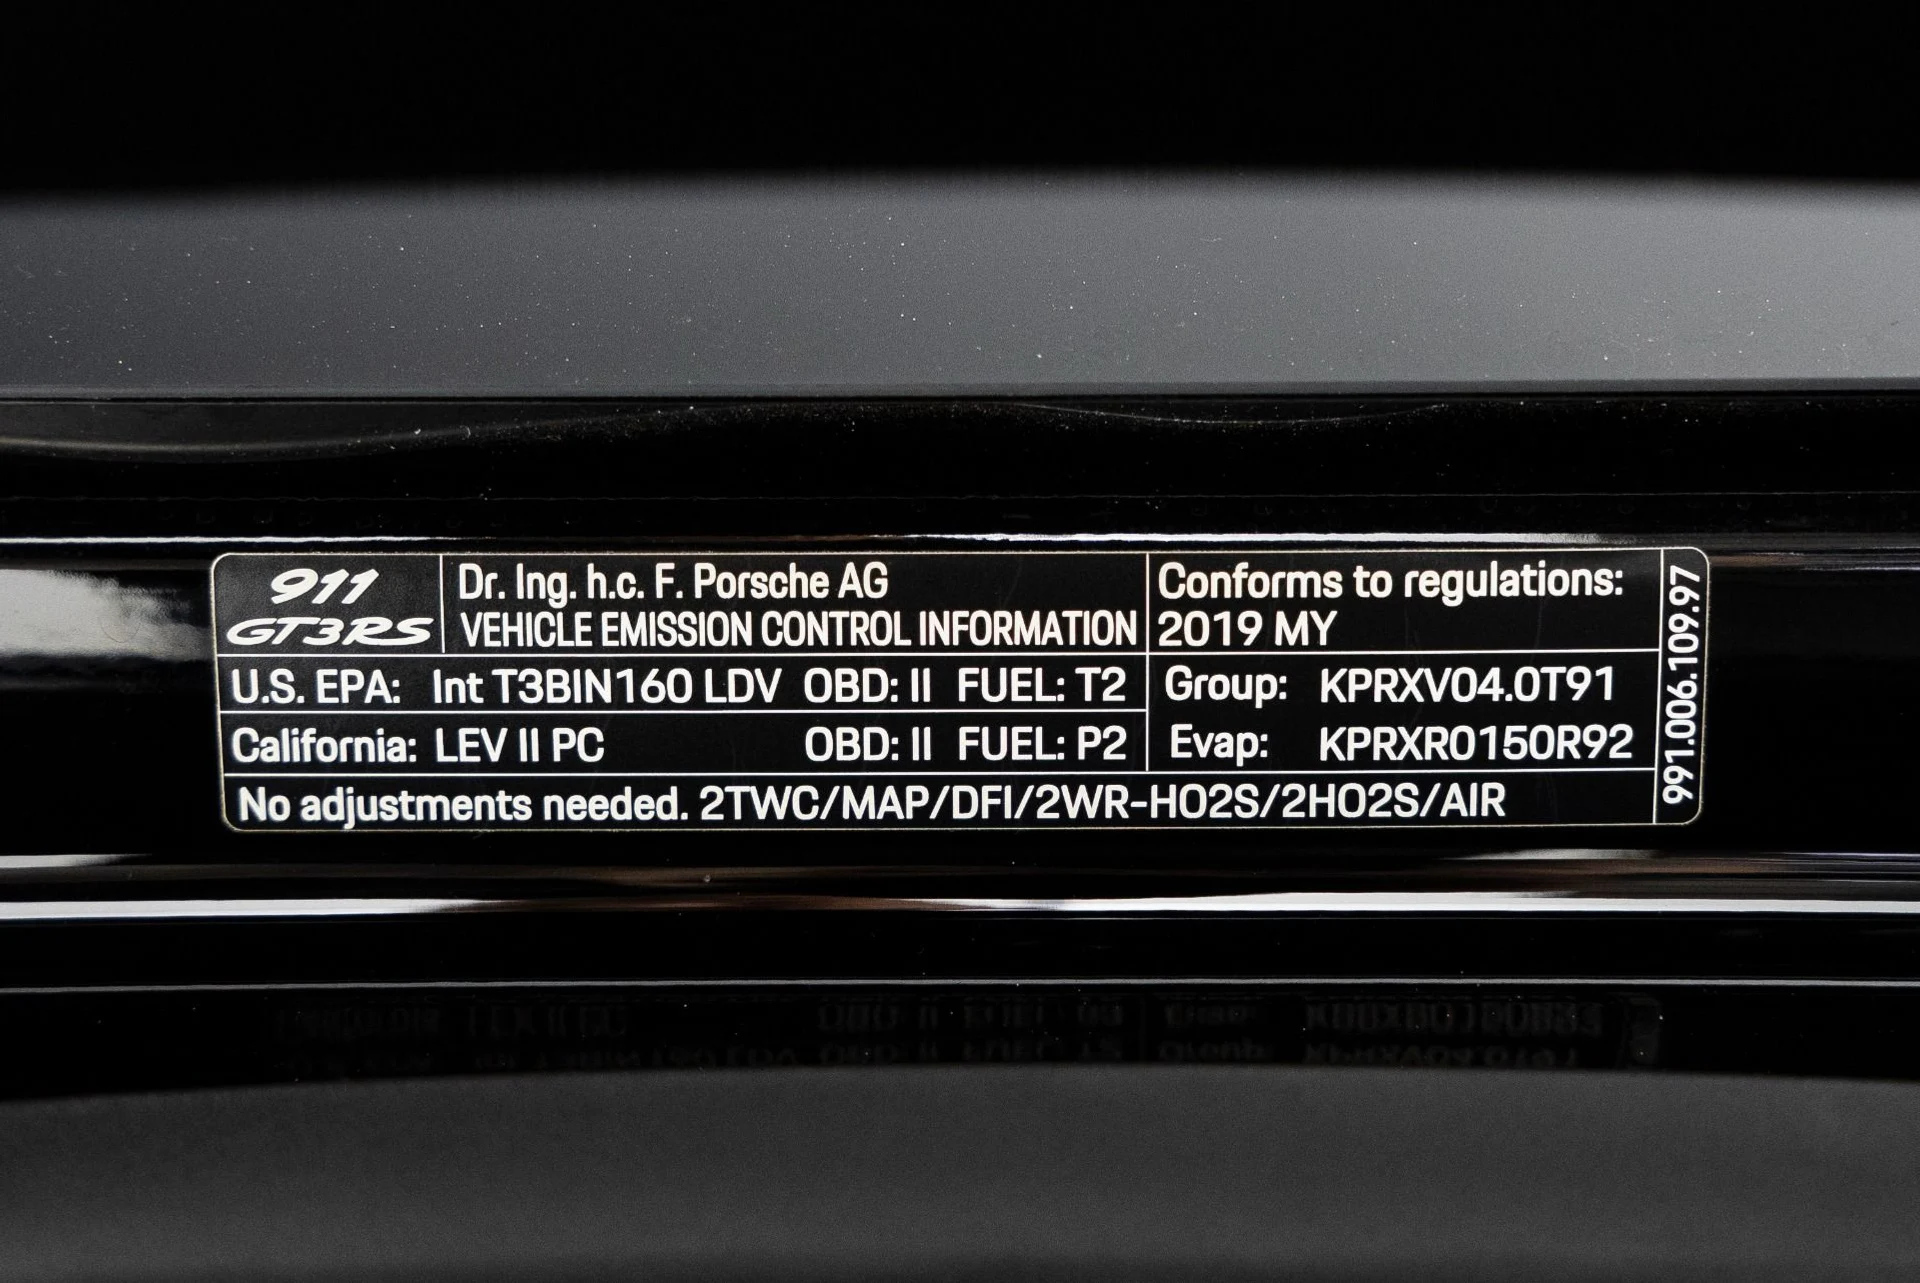 911
GT3RS
Dr. Ing. h.c. F. Porsche AG
VEHICLE EMISSION CONTROL INFORMATION
Conforms to regulations:
2019 MY
U.S. EPA: Int T3BIN160 LDV OBD: II FUEL: T2
California: LEV II PC OBD: II FUEL: P2
Group: KPRXV04.0T91
Evap: KPRXR0150R92
No adjustments needed. 2TWC/MAP/DFI/2WR-HO2S/2HO2S/AIR
991.006.109.97